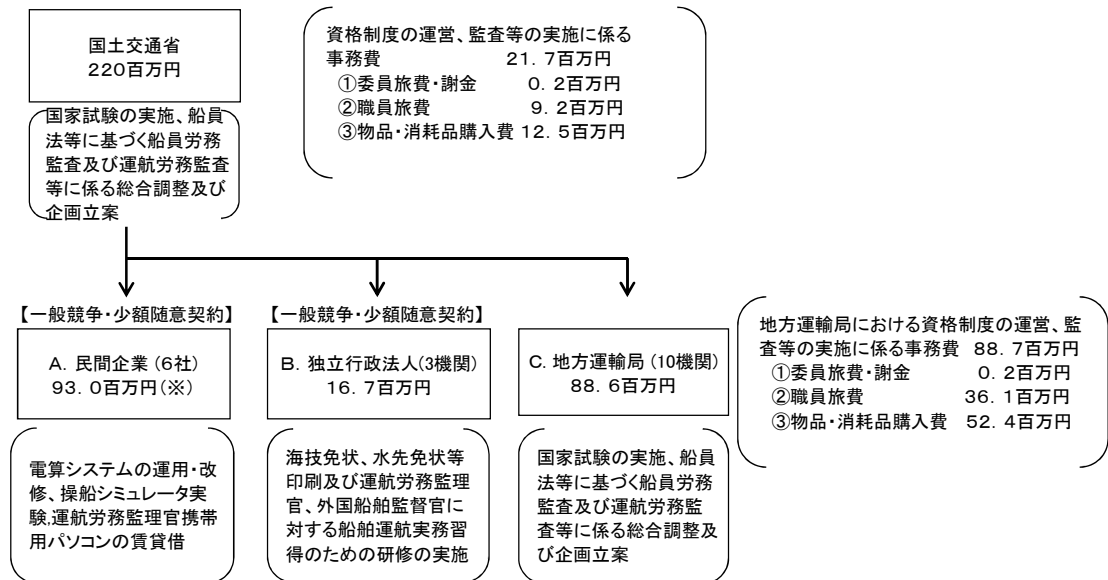 国土交通省
220百万円
国家試験の実施、船員
法等に基づく船員労務
監査及び運航労務監査
等に係る総合調整及び
企画立案
資格制度の運営、監査等の実施に係る
事務費 21.7百万円
①委員旅費・謝金 0.2百万円
②職員旅費 9.2百万円
③物品・消耗品購入費 12.5百万円
【一般競争・少額随意契約】
A.民間企業(6社)
93.0百万円(※)
電算システムの運用・改
修、操船シミュレータ実
験,運航労務監理官携帯
用パソコンの賃貸借
【一般競争・少額随意契約】
B.独立行政法人(3機関)
16.7百万円
海技免状、水先免状等
印刷及び運航労務監理
官、外国船舶監督官に
対する船舶運航実務習
得のための研修の実施
C.地方運輸局(10機関)
88.6百万円
国家試験の実施、船員
法等に基づく船員労務
監査及び運航労務監
査等に係る総合調整及
び企画立案
地方運輸局における資格制度の運営、監
査等の実施に係る事務費 88.7百万円
①委員旅費・謝金 0.2百万円
②職員旅費 36.1百万円
③物品・消耗品購入費 52.4百万円